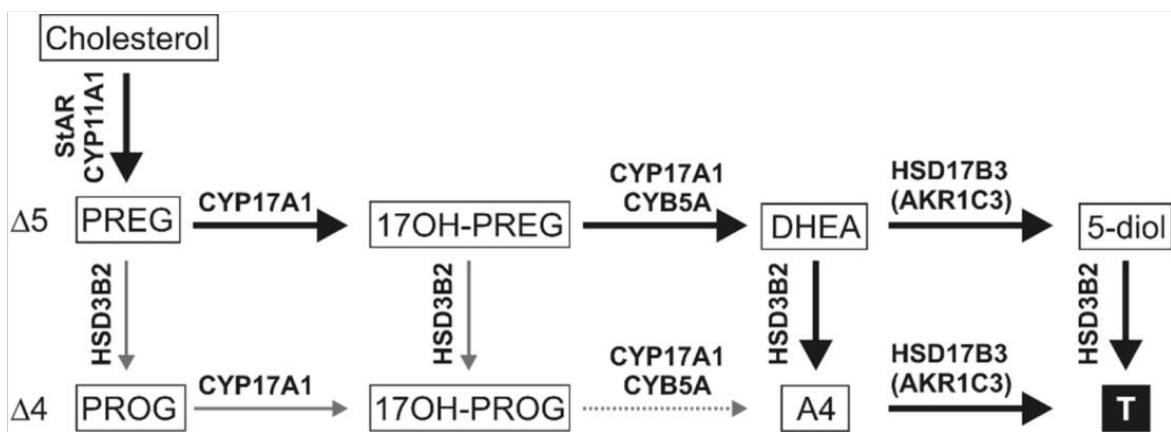 Cholesterol
StAR
CYP11A1
Δ5
PREG
CYP17A1
17OH-PREG
CYP17A1
CYB5A
DHEA
HSD17B3
(AKR1C3)
5-diol
HSD3B2
HSD3B2
HSD3B2
HSD3B2
Δ4
PROG
CYP17A1
17OH-PROG
CYP17A1
CYB5A
A4
HSD17B3
(AKR1C3)
T